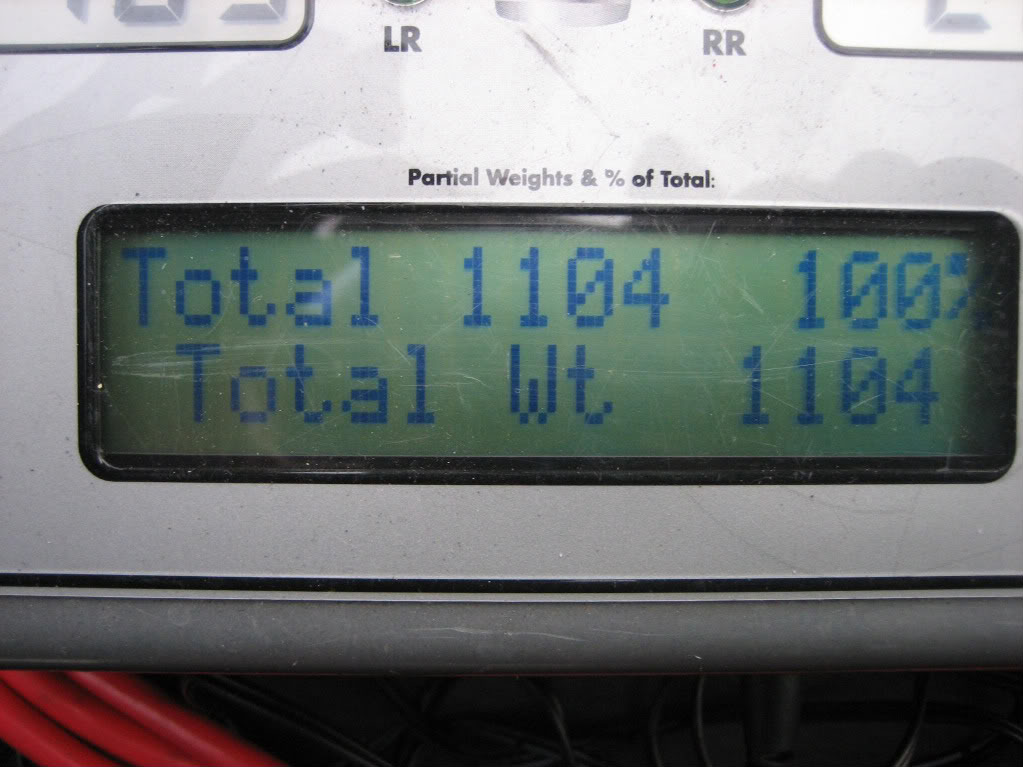 LR RR
Partial Weights & % of Total:
Total 1104 100%
Total Wt 1104